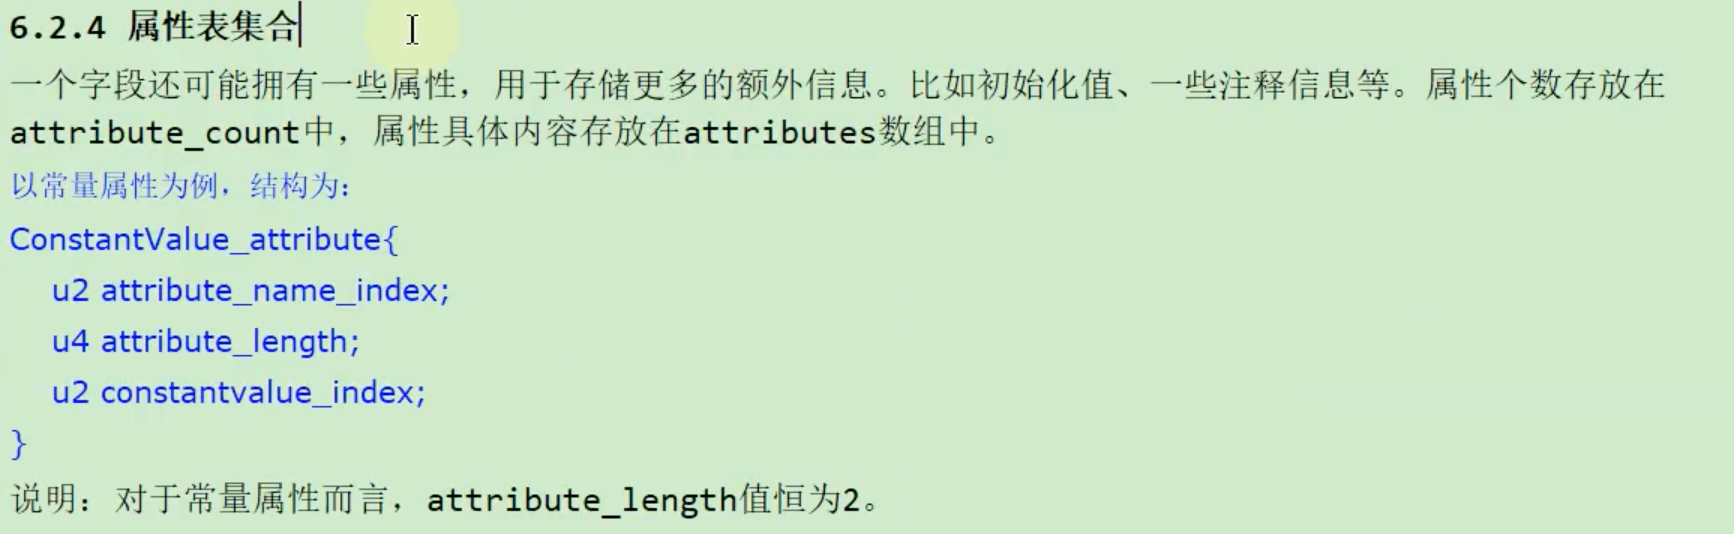 6.2.4 属性表集合
一个字段还可能拥有一些属性，用于存储更多的额外信息。比如初始化值、一些注释信息等。属性个数存放在
attribute_count中，属性具体内容存放在attributes数组中。
以常量属性为例，结构为：
ConstantValue_attribute{
u2 attribute_name_index;
u4 attribute_length;
u2 constantvalue_index;
}
说明：对于常量属性而言，attribute_length值恒为2。